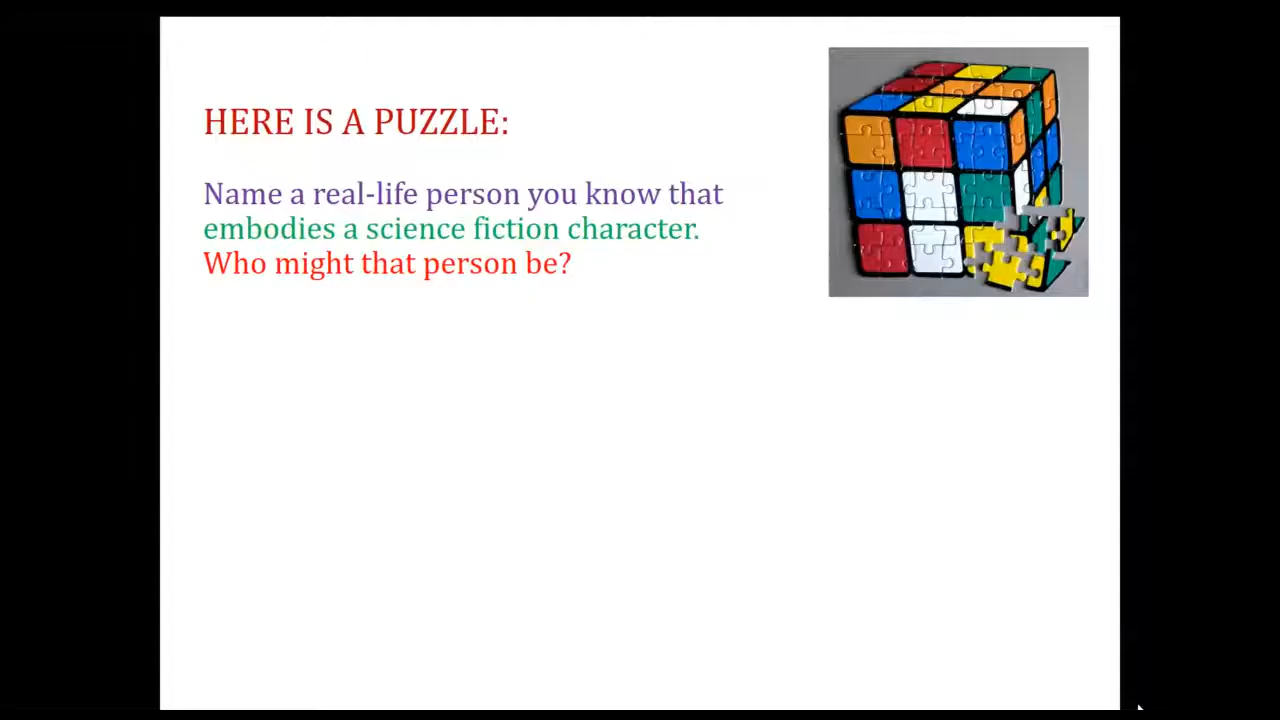 HERE IS A PUZZLE:
Name a real-life person you know that
embodies a science fiction character.
Who might that person be?